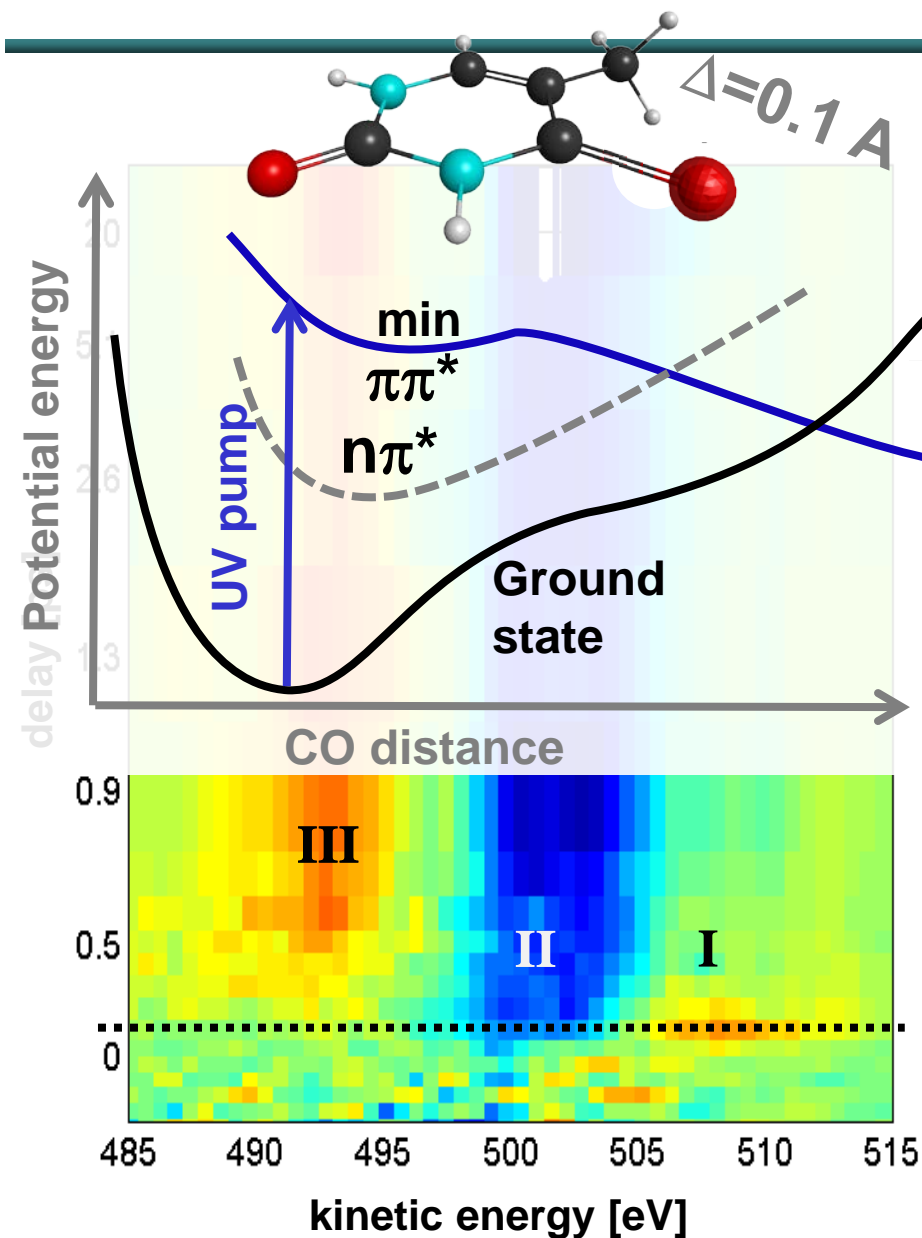 Δ=0.1 A
20
min
5.1
ππ*
nπ*
Potential energy
UV pump
2.6
Ground
state
1.3
delay
CO distance
0.9
III
0.5
II
I
0
485
490
495
500
505
510
515
kinetic energy [eV]